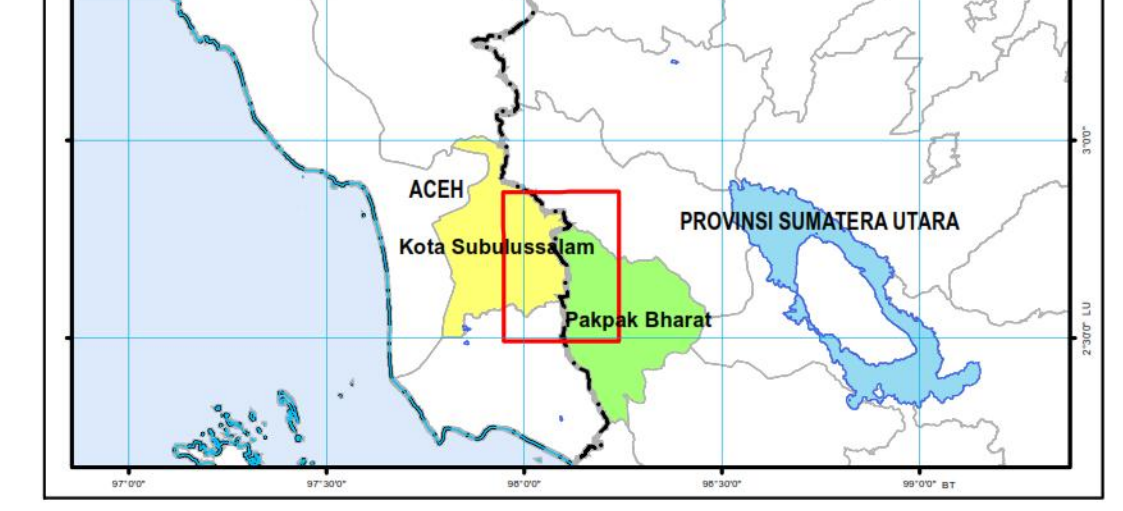 3°0'0"
ACEH
PROVINSI SUMATERA UTARA
Kota Subulussalam
Pakpak Bharat
2°30'0" LU
97°0'0" 97°30'0" 98°0'0" 98°30'0" 99°0'0" BT